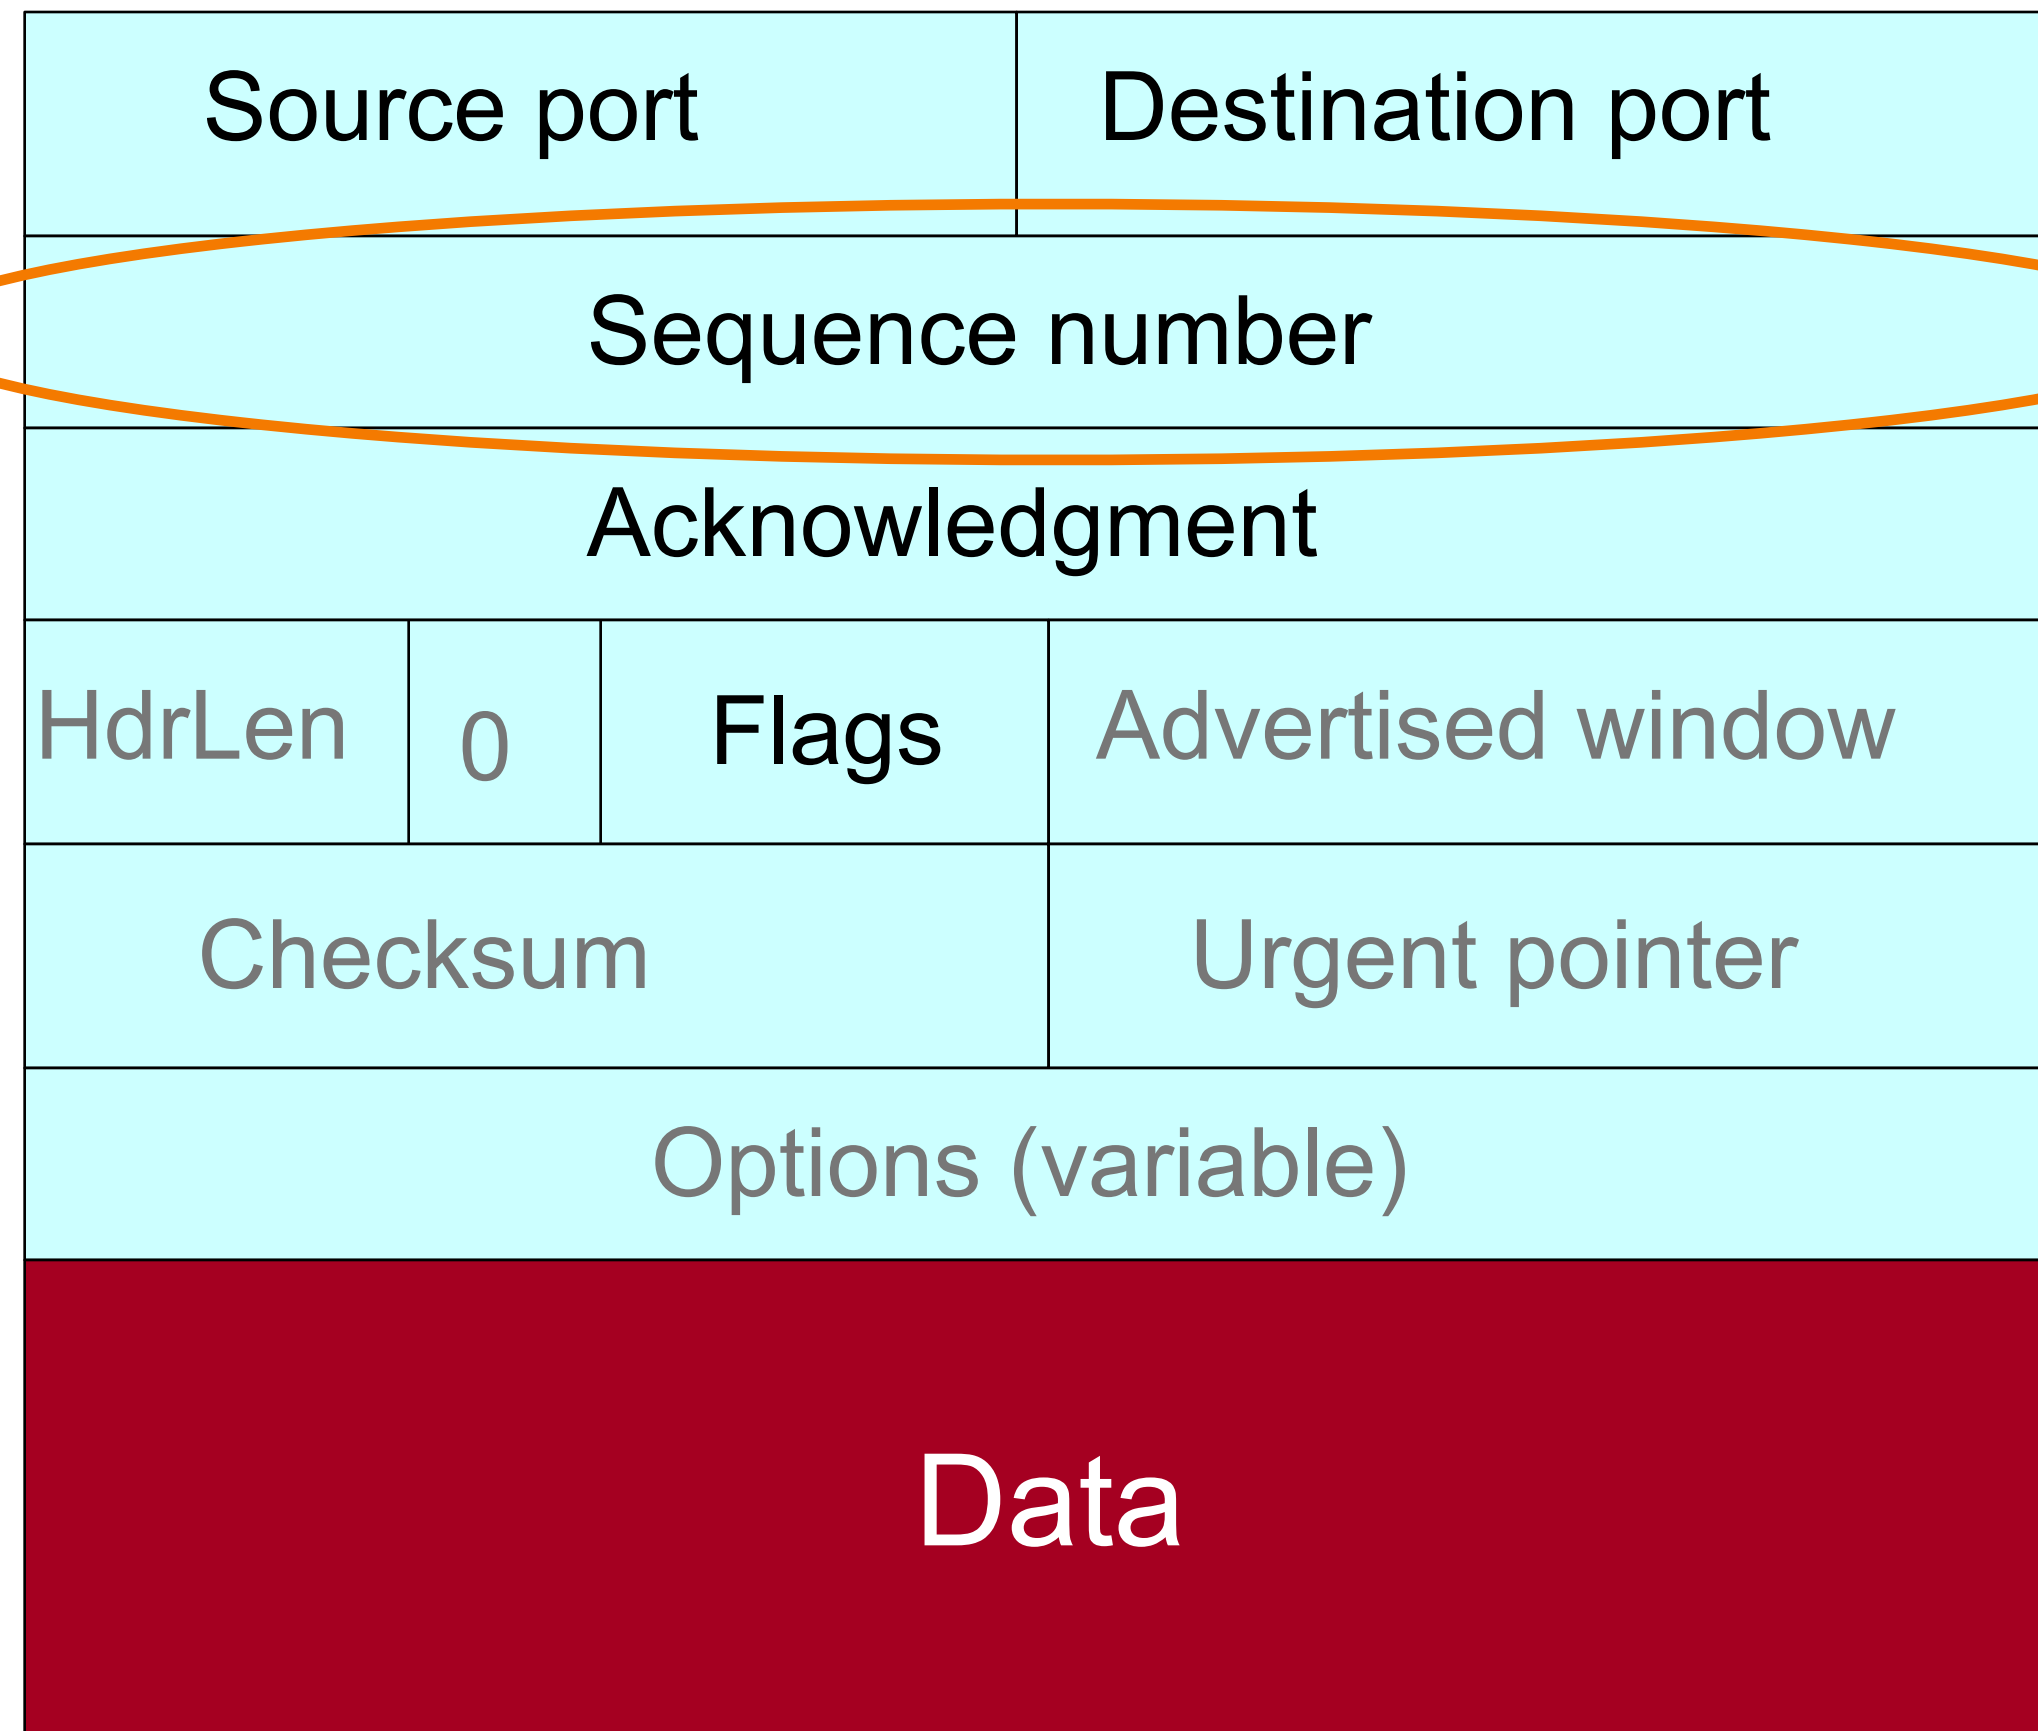 Source port Destination port
Sequence number
Acknowledgment
HdrLen 0 Flags Advertised window
Checksum Urgent pointer
Options (variable)
Data